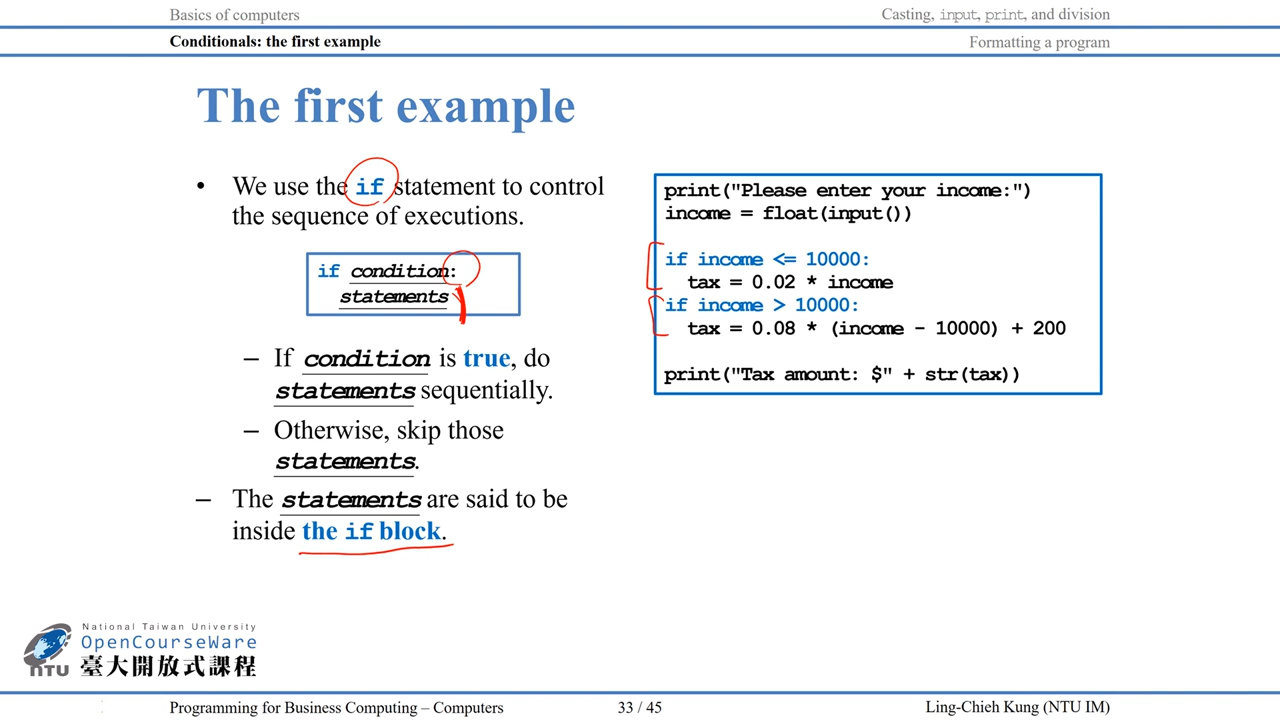 Basics of computers
Casting, input, print, and division
Conditionals: the first example
Formatting a program
The first example
• We use the if statement to control
the sequence of executions.
if condition:
statements
– If condition is true, do
statements sequentially.
– Otherwise, skip those
statements.
– The statements are said to be
inside the if block.
print("Please enter your income:")
income = float(input())
if income <= 10000:
tax = 0.02 * income
if income > 10000:
tax = 0.08 * (income - 10000) + 200
print("Tax amount: $" + str(tax))
National Taiwan University
OpenCourseWare
NTU 臺大開放式課程
Programming for Business Computing – Computers
33 / 45
Ling-Chieh Kung (NTU IM)